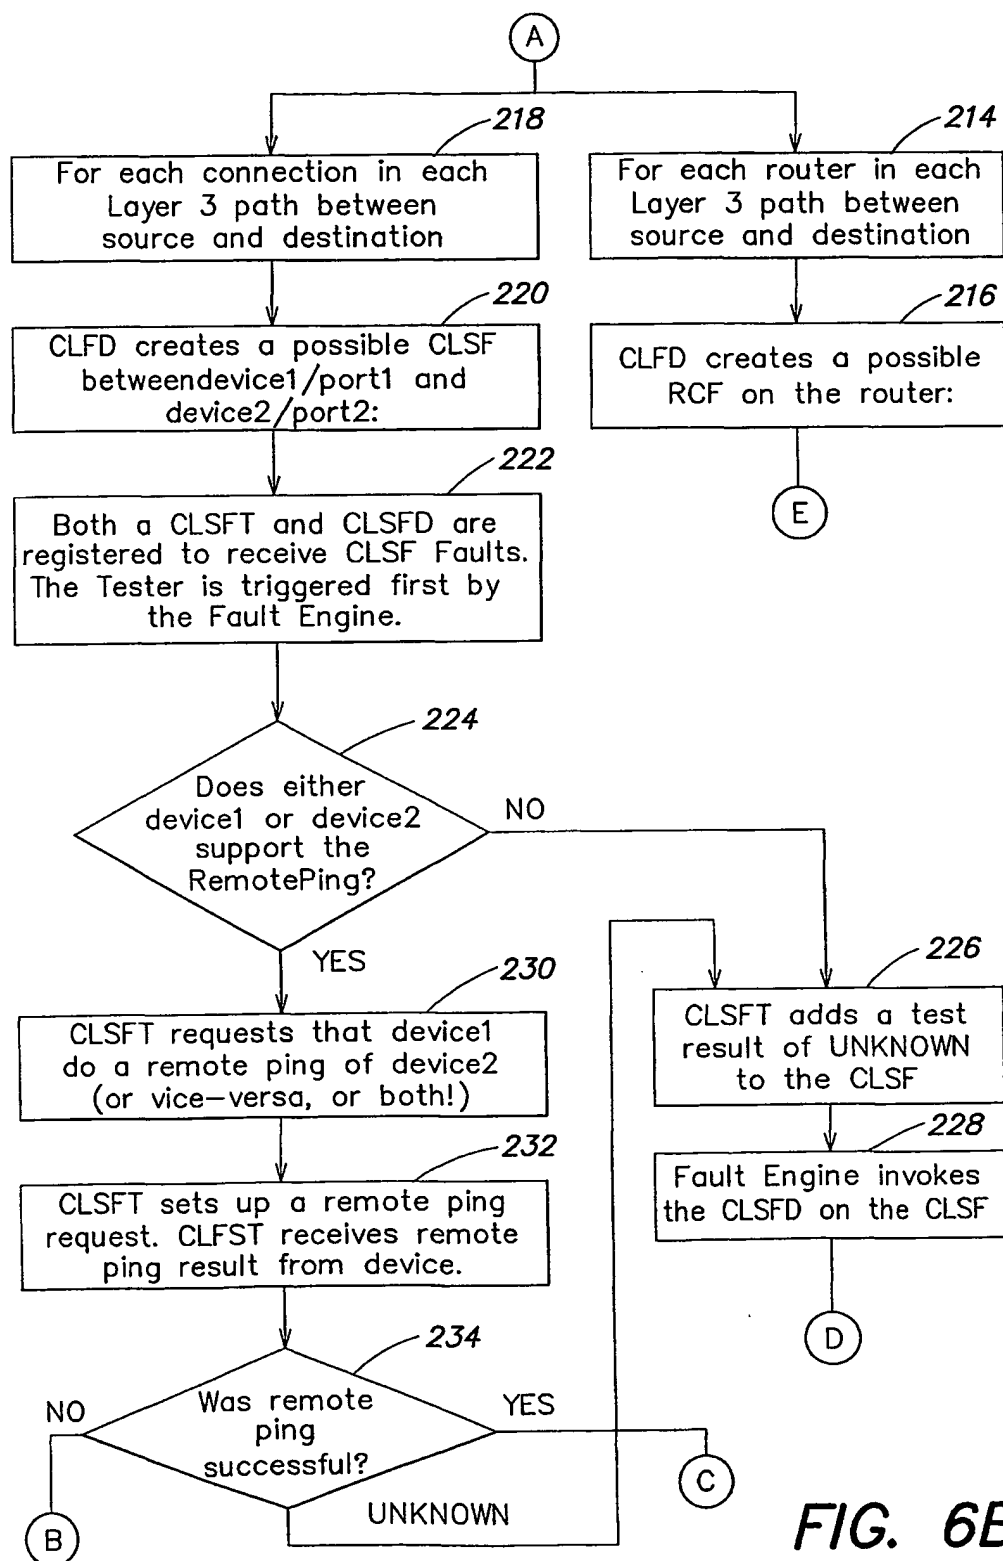 A
218
For each connection in each
Layer 3 path between
source and destination
214
For each router in each
Layer 3 path between
source and destination
220
CLFD creates a possible CLSF
betweendevice1/port1 and
device2/port2:
216
CLFD creates a possible
RCF on the router:
E
222
Both a CLSFT and CLSFD are
registered to receive CLSF Faults.
The Tester is triggered first by
the Fault Engine.
224
Does either
device1 or device2
support the
RemotePing?
NO
YES
226
CLSFT adds a test
result of UNKNOWN
to the CLSF
230
CLSFT requests that device1
do a remote ping of device2
(or vice-versa, or both!)
228
Fault Engine invokes
the CLSFD on the CLSF
D
232
CLSFT sets up a remote ping
request. CLFST receives remote
ping result from device.
234
Was remote
ping
successful?
NO
YES
UNKNOWN
B
C
FIG. 6B